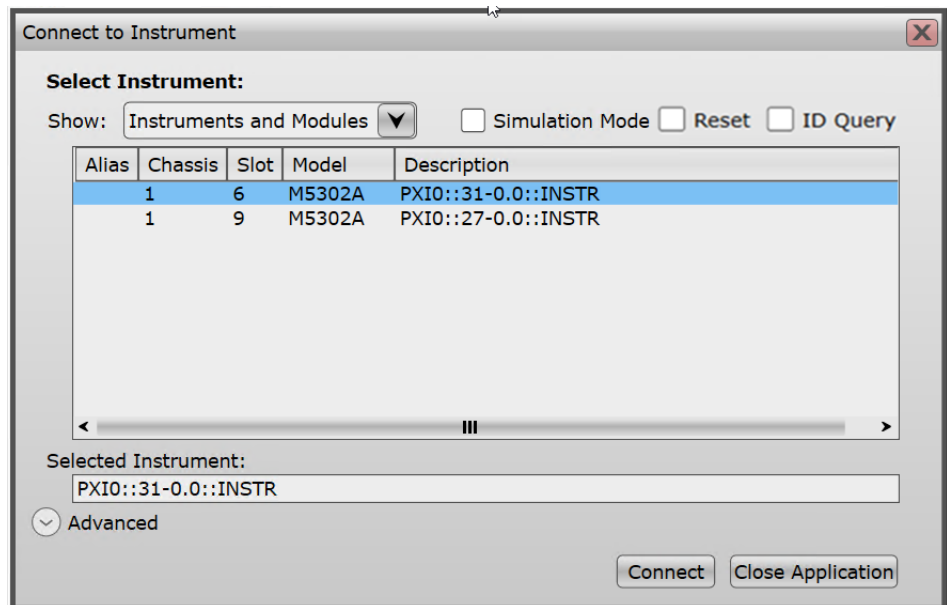 Connect to Instrument
Select Instrument:
Show: Instruments and Modules Simulation Mode Reset ID Query
Alias Chassis Slot Model Description
1 6 M5302A PXI0::31-0.0::INSTR
1 9 M5302A PXI0::27-0.0::INSTR
Selected Instrument:
PXI0::31-0.0::INSTR
Advanced
Connect Close Application